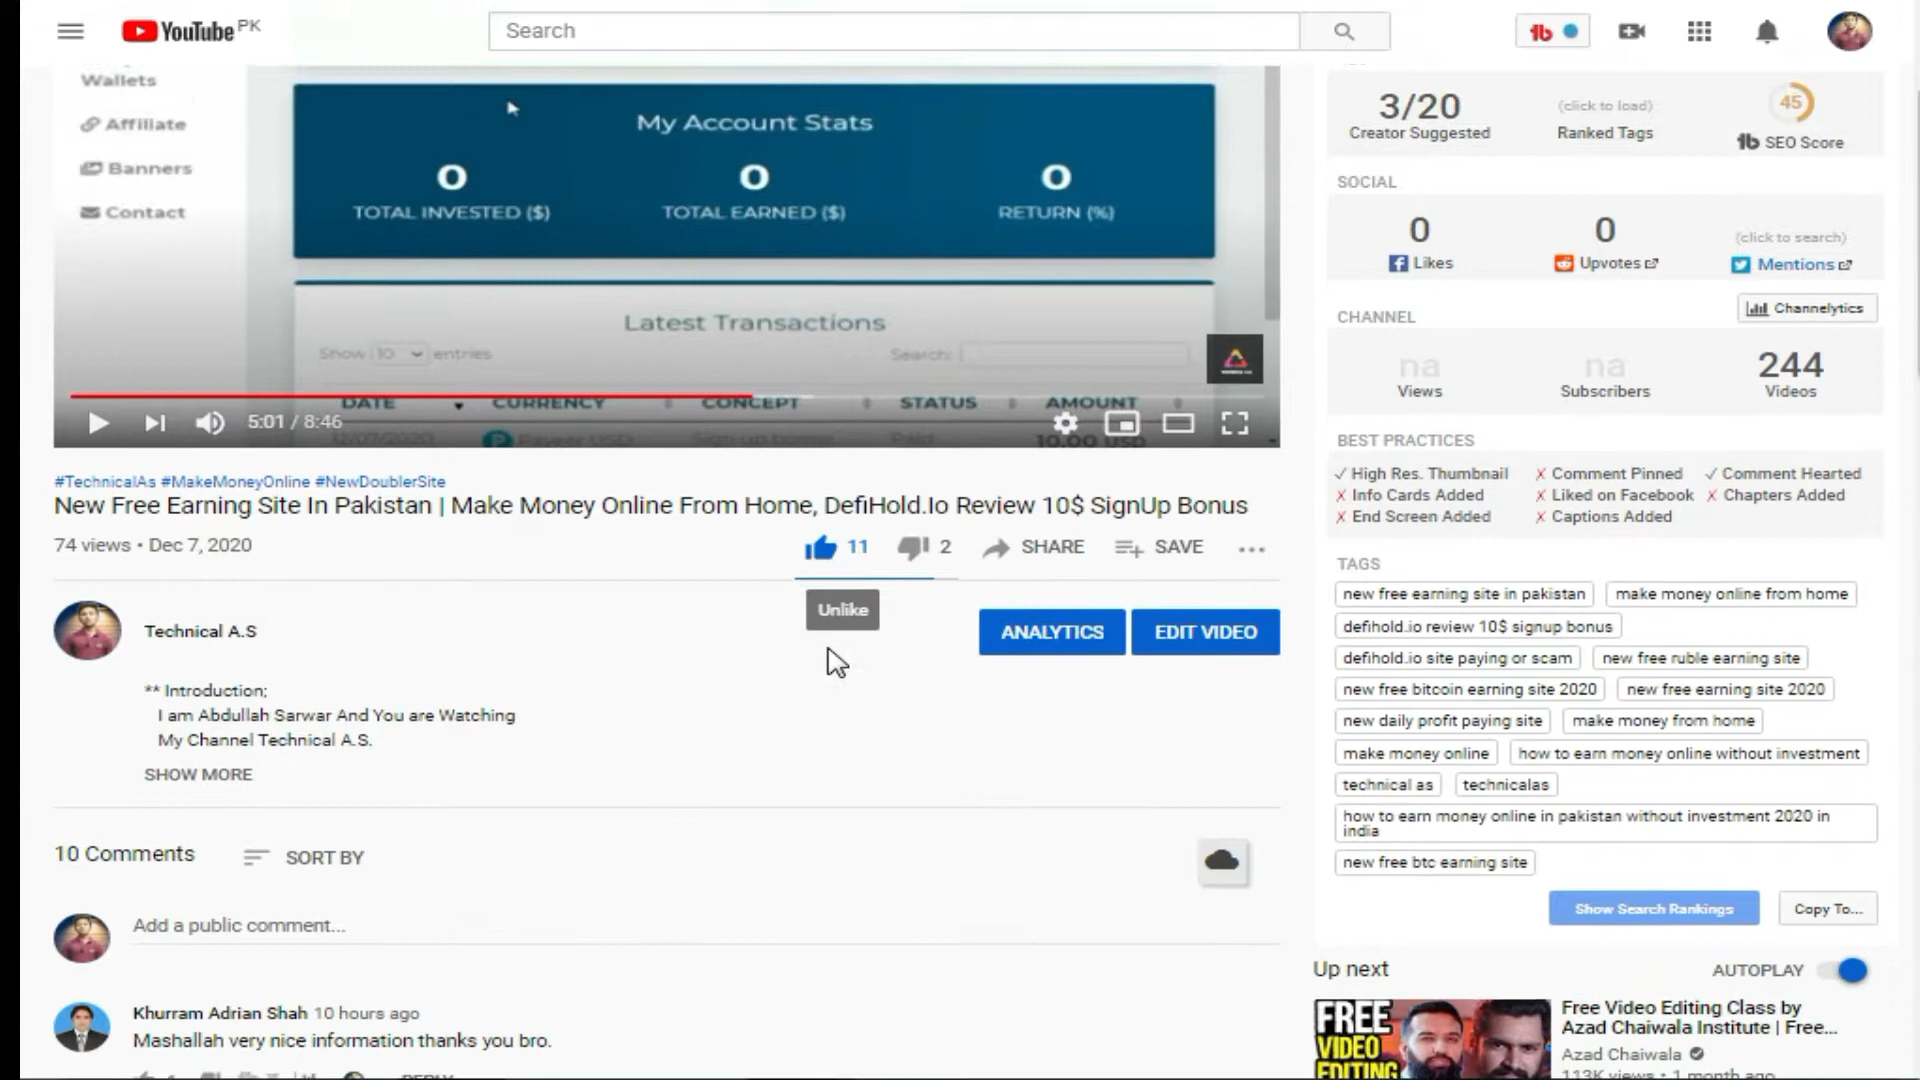 YouTube PK
Search
Wallets
Affiliate
Banners
Contact
My Account Stats
0 0 0
TOTAL INVESTED ($) TOTAL EARNED ($) RETURN (%)
Latest Transactions
Show 10 entries Search:
DATE CURRENCY CONCEPT STATUS AMOUNT
12/07/2020 Payeer USD Sign up bonus Paid 10.00 USD
5:01 / 8:46
#TechnicalAs #MakeMoneyOnline #NewDoublerSite
New Free Earning Site In Pakistan | Make Money Online From Home, DefiHold.Io Review 10$ SignUp Bonus
74 views • Dec 7, 2020
11 2 SHARE SAVE
Unlike
Technical A.S
ANALYTICS EDIT VIDEO
** Introduction;
I am Abdullah Sarwar And You are Watching
My Channel Technical A.S.
SHOW MORE
10 Comments SORT BY
Add a public comment...
Khurram Adrian Shah 10 hours ago
Mashallah very nice information thanks you bro.
REPLY
3/20 (click to load) 45
Creator Suggested Ranked Tags SEO Score
SOCIAL
0 0 (click to search)
Likes Upvotes Mentions
CHANNEL Channelytics
na na 244
Views Subscribers Videos
BEST PRACTICES
✓ High Res. Thumbnail ✗ Comment Pinned ✓ Comment Hearted
✗ Info Cards Added ✗ Liked on Facebook ✗ Chapters Added
✗ End Screen Added ✗ Captions Added
TAGS
new free earning site in pakistan make money online from home
defihold.io review 10$ signup bonus
defihold.io site paying or scam new free ruble earning site
new free bitcoin earning site 2020 new free earning site 2020
new daily profit paying site make money from home
make money online how to earn money online without investment
technical as technicalas
how to earn money online in pakistan without investment 2020 in
india
new free btc earning site
Show Search Rankings Copy To...
Up next AUTOPLAY
FREE
VIDEO
EDITING
Free Video Editing Class by
Azad Chaiwala Institute | Free...
Azad Chaiwala
113K views • 1 month ago